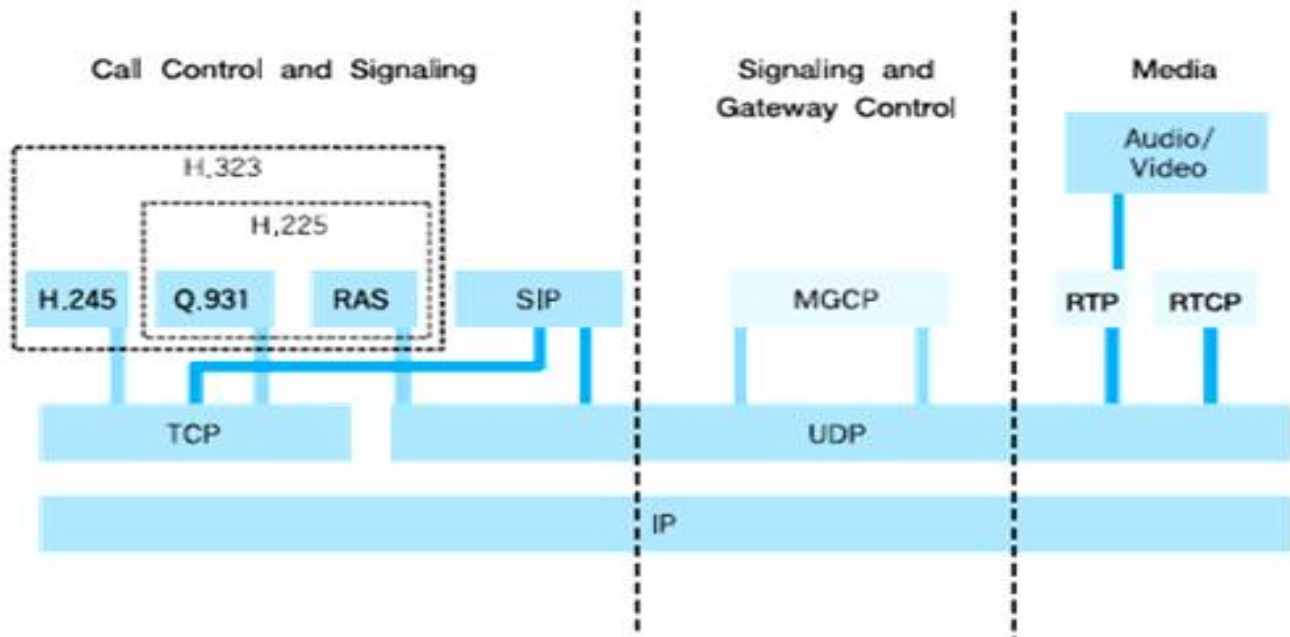 Call Control and Signaling
Signaling and
Gateway Control
Media
Audio/
Video
H.323
H,225
H.245
Q.931
RAS
SIP
MGCP
RTP
RTCP
TCP
UDP
IP